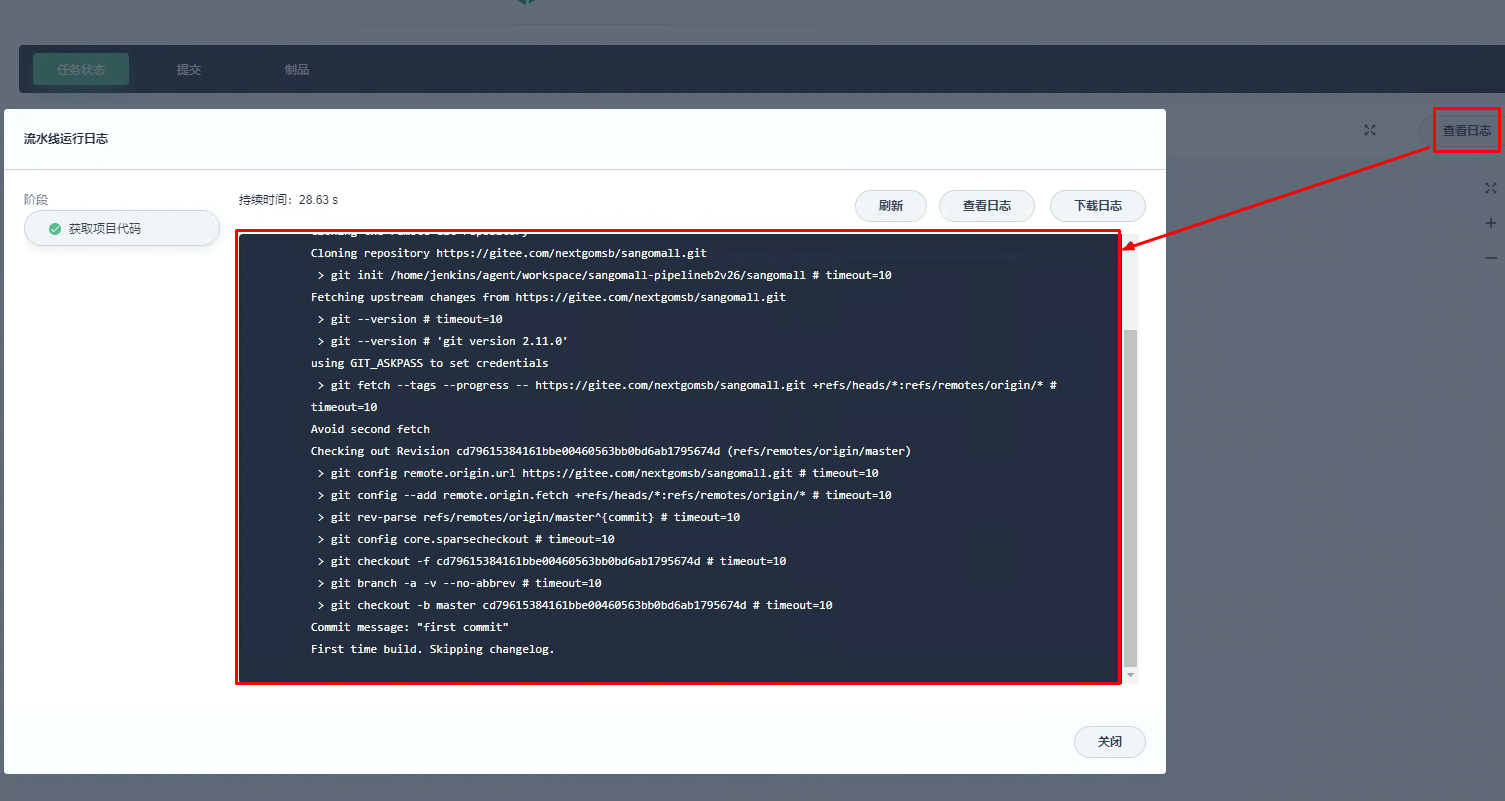 任务状态
提交
制品
查看日志
流水线运行日志
阶段
获取项目代码
持续时间：28.63 s
刷新
查看日志
下载日志
Cloning repository https://gitee.com/nextgomsb/sangomall.git
> git init /home/jenkins/agent/workspace/sangomall-pipelineb2v26/sangomall # timeout=10
Fetching upstream changes from https://gitee.com/nextgomsb/sangomall.git
> git --version # timeout=10
> git --version # 'git version 2.11.0'
using GIT_ASKPASS to set credentials
> git fetch --tags --progress -- https://gitee.com/nextgomsb/sangomall.git +refs/heads/*:refs/remotes/origin/* #
timeout=10
Avoid second fetch
Checking out Revision cd79615384161bbe00460563bb0bd6ab1795674d (refs/remotes/origin/master)
> git config remote.origin.url https://gitee.com/nextgomsb/sangomall.git # timeout=10
> git config --add remote.origin.fetch +refs/heads/*:refs/remotes/origin/* # timeout=10
> git rev-parse refs/remotes/origin/master^{commit} # timeout=10
> git config core.sparsecheckout # timeout=10
> git checkout -f cd79615384161bbe00460563bb0bd6ab1795674d # timeout=10
> git branch -a -v --no-abbrev # timeout=10
> git checkout -b master cd79615384161bbe00460563bb0bd6ab1795674d # timeout=10
Commit message: "first commit"
First time build. Skipping changelog.
关闭